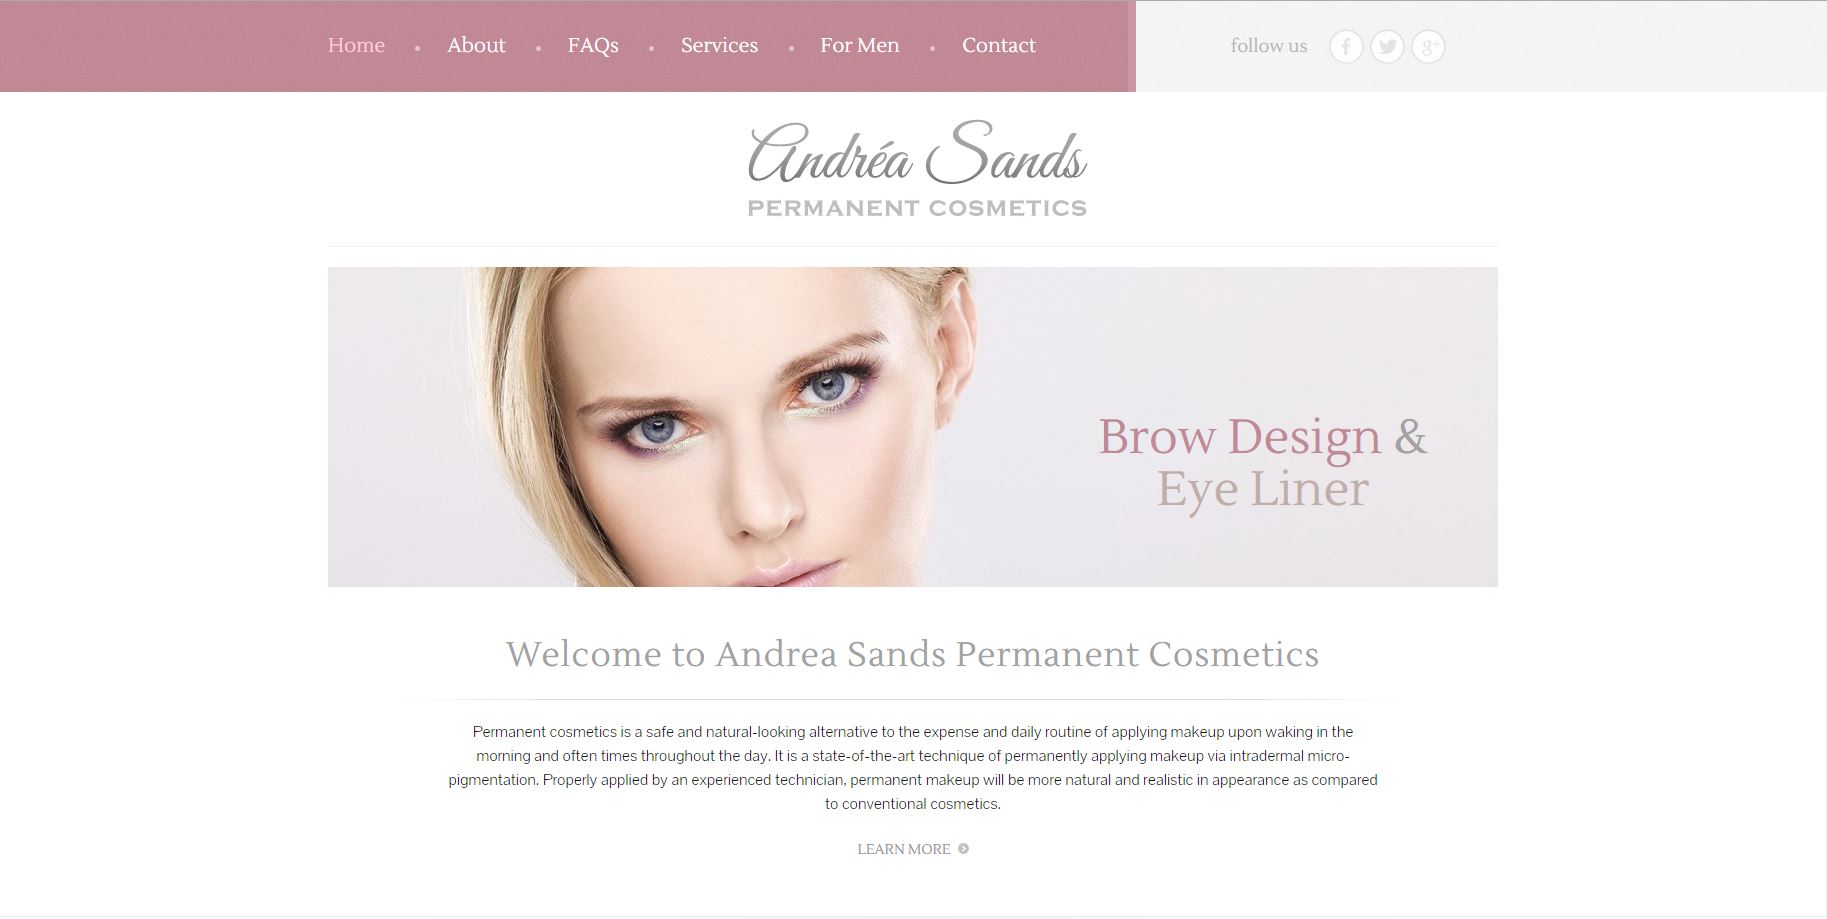 Home • About • FAQs • Services • For Men • Contact
follow us
Andréa Sands
PERMANENT COSMETICS
Brow Design &
Eye Liner
Welcome to Andrea Sands Permanent Cosmetics
Permanent cosmetics is a safe and natural-looking alternative to the expense and daily routine of applying makeup upon waking in the
morning and often times throughout the day. It is a state-of-the-art technique of permanently applying makeup via intradermal micro-
pigmentation. Properly applied by an experienced technician, permanent makeup will be more natural and realistic in appearance as compared
to conventional cosmetics.
LEARN MORE